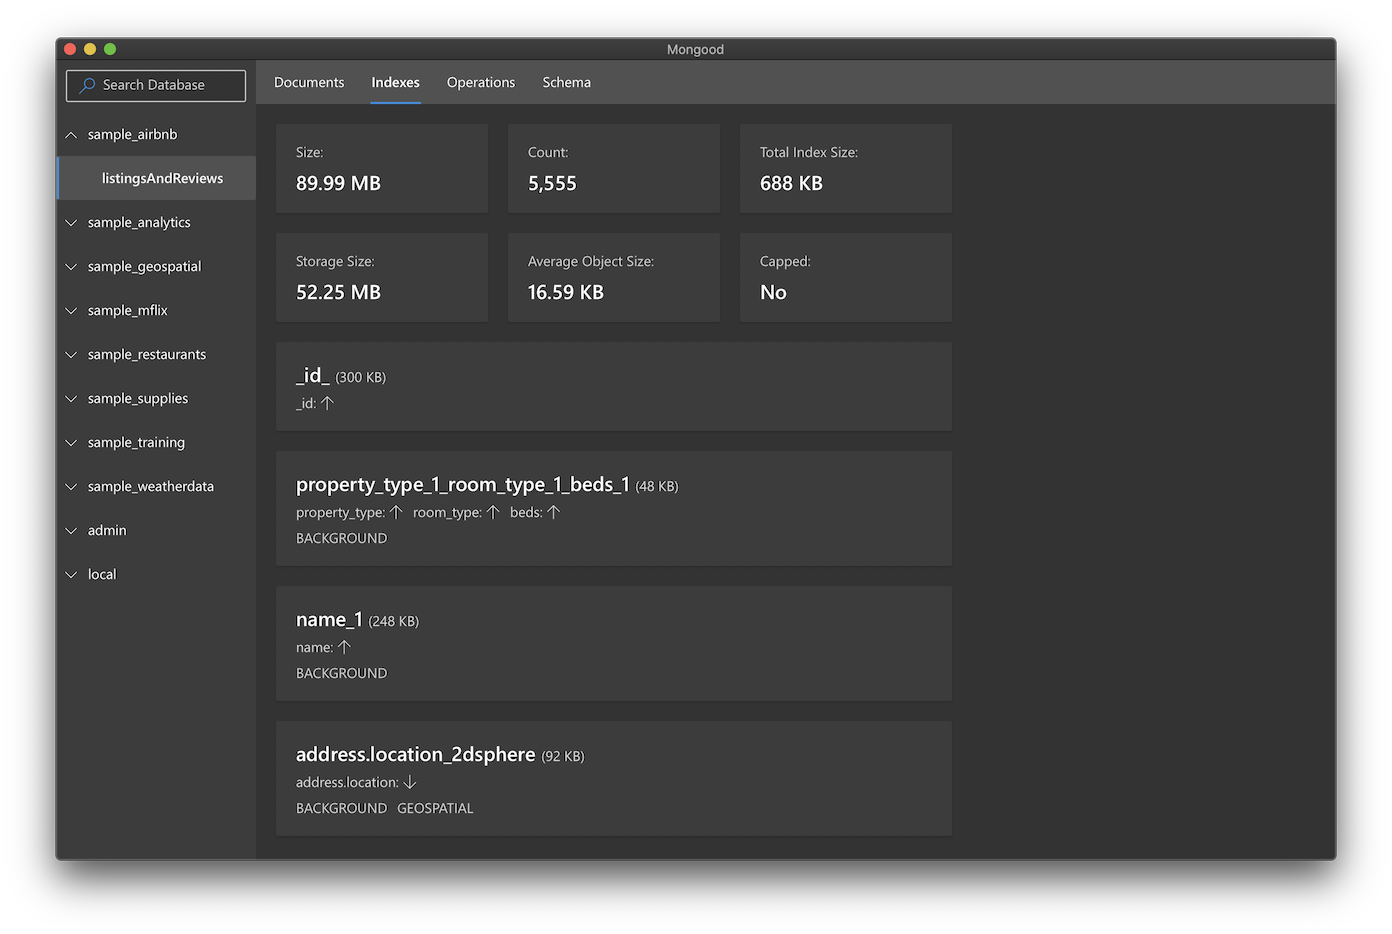 Mongood
Search Database
sample_airbnb
listingsAndReviews
sample_analytics
sample_geospatial
sample_mflix
sample_restaurants
sample_supplies
sample_training
sample_weatherdata
admin
local
Documents Indexes Operations Schema
Size: Count: Total Index Size:
89.99 MB 5,555 688 KB
Storage Size: Average Object Size: Capped:
52.25 MB 16.59 KB No
_id_ (300 KB)
_id: ↑
property_type_1_room_type_1_beds_1 (48 KB)
property_type: ↑ room_type: ↑ beds: ↑
BACKGROUND
name_1 (248 KB)
name: ↑
BACKGROUND
address.location_2dsphere (92 KB)
address.location: ↓
BACKGROUND GEOSPATIAL